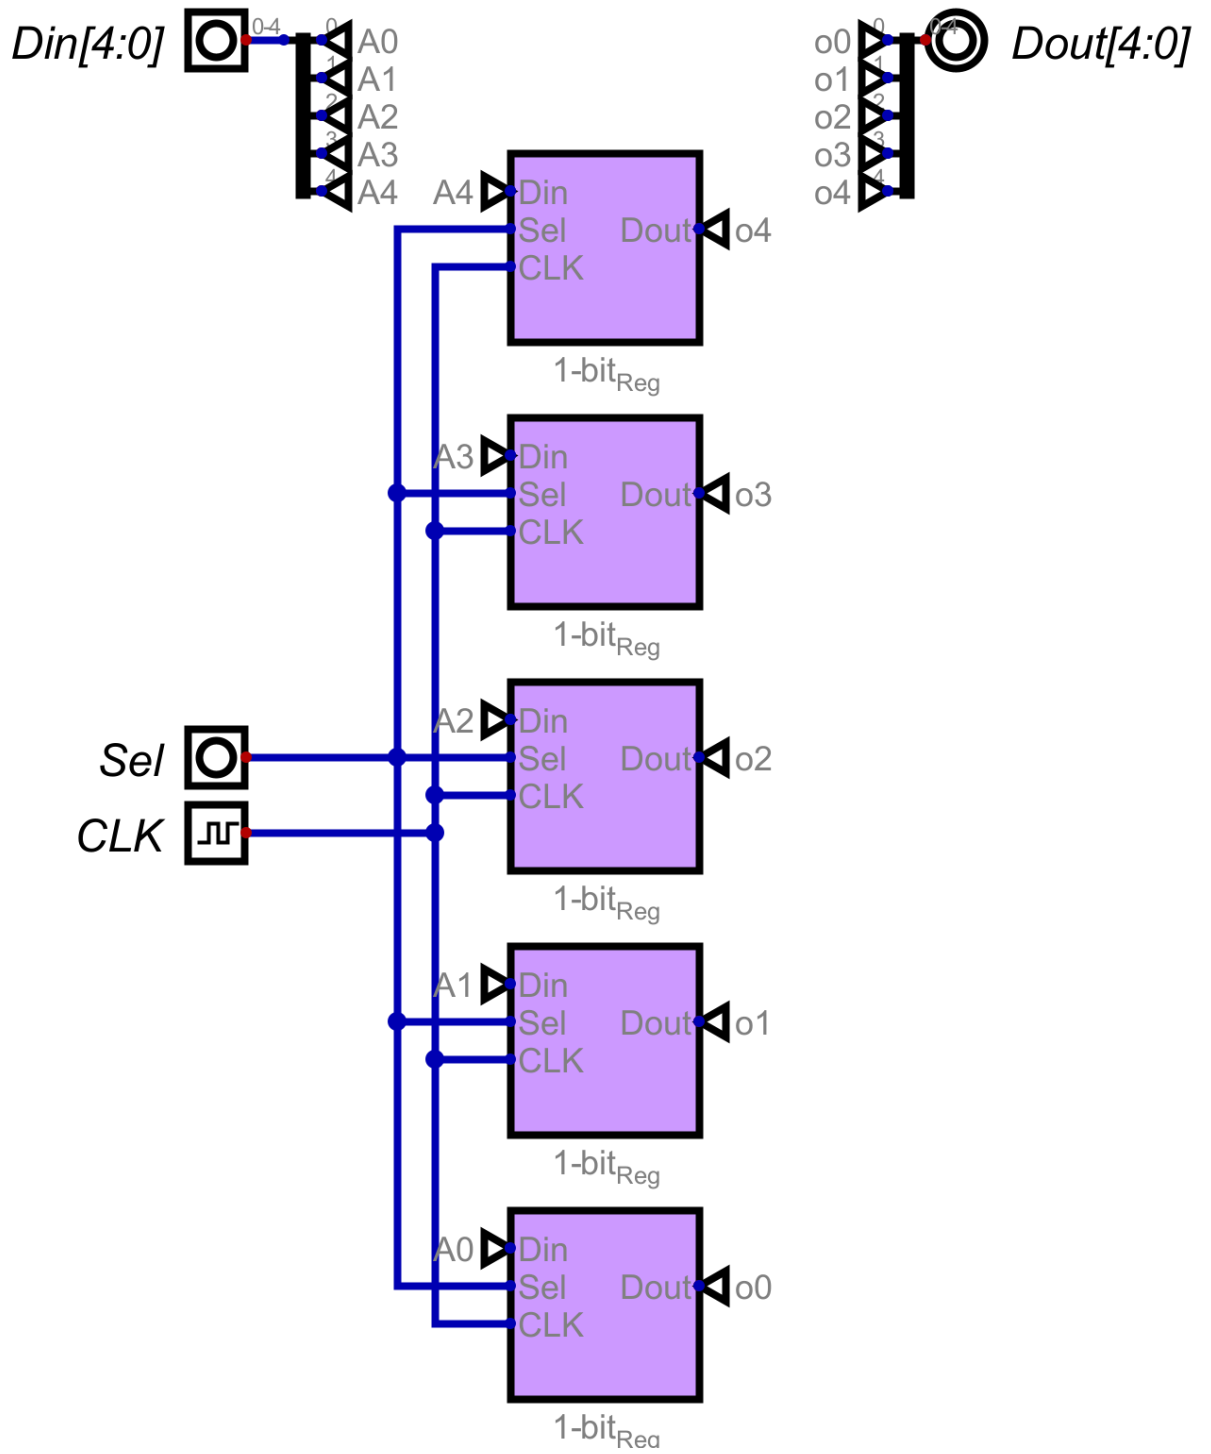 Din[4:0]
0-4
0
A0
1
A1
2
A2
3
A3
4
A4
o0
0
o1
1
o2
2
o3
3
o4
4
0-4
Dout[4:0]
A4
Din
Sel
CLK
Dout
o4
1-bitReg
A3
Din
Sel
CLK
Dout
o3
1-bitReg
Sel
CLK
A2
Din
Sel
CLK
Dout
o2
1-bitReg
A1
Din
Sel
CLK
Dout
o1
1-bitReg
A0
Din
Sel
CLK
Dout
o0
1-bitReg